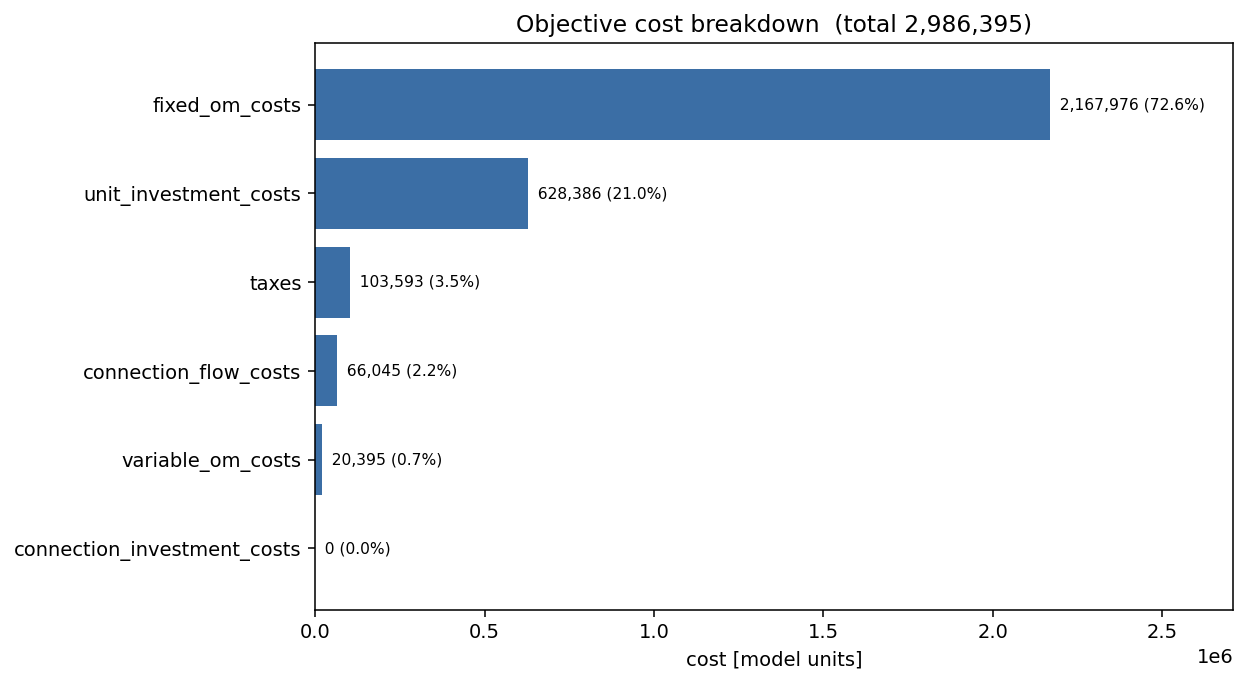 Objective cost breakdown  (total 2,986,395)
fixed_om_costs
2,167,976 (72.6%)
unit_investment_costs
628,386 (21.0%)
taxes
103,593 (3.5%)
connection_flow_costs
66,045 (2.2%)
variable_om_costs
20,395 (0.7%)
connection_investment_costs
0 (0.0%)
0.0 0.5 1.0 1.5 2.0 2.5
cost [model units]
1e6